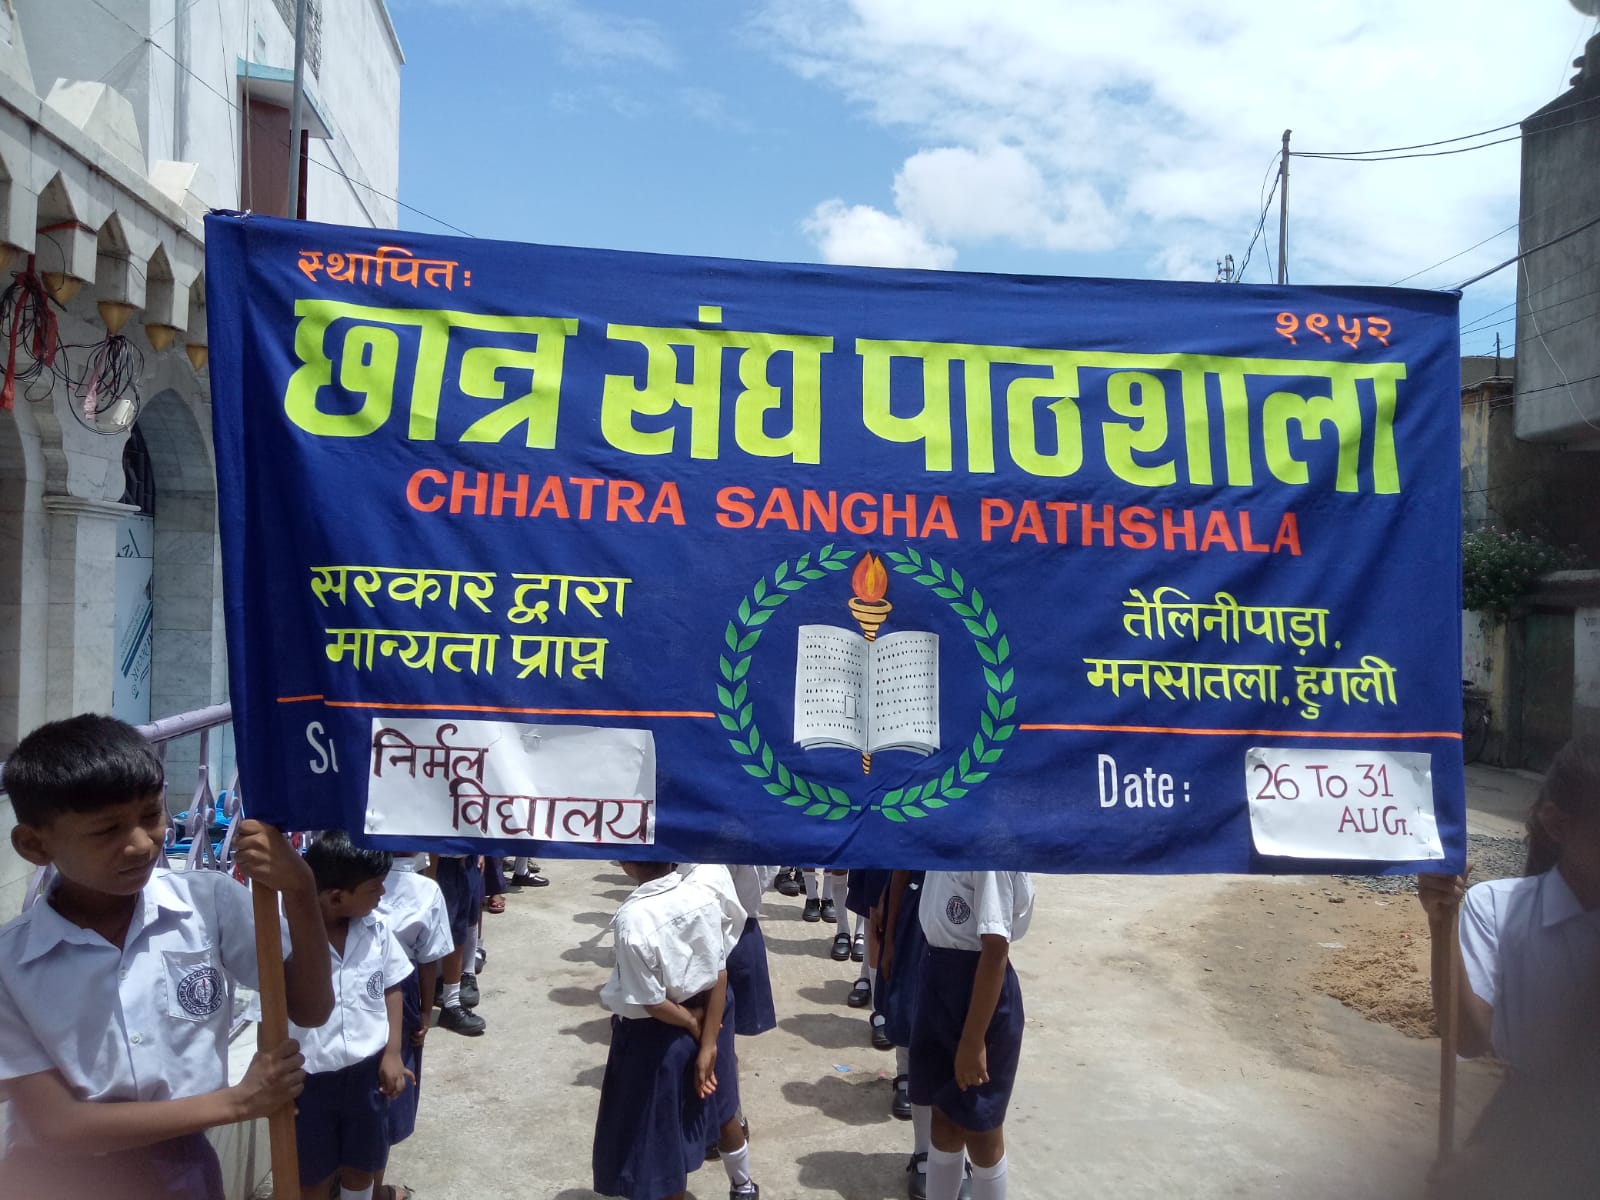 स्थापित:
१९५२
छात्र संघ पाठशाला
CHHATRA SANGHA PATHSHALA
सरकार द्वारा
मान्यता प्राप्त
तेलिनीपाड़ा,
मनसातला, हुगली
निर्मल
विद्यालय
Date:
26 To 31
AUG.